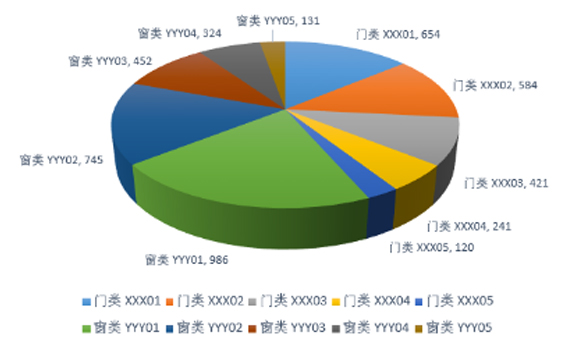 窗类 YYY05, 131
窗类 YYY04, 324
门类 XXX01, 654
窗类 YYY03, 452
门类 XXX02, 584
窗类 YYY02, 745
门类 XXX03, 421
门类 XXX04, 241
门类 XXX05, 120
窗类 YYY01, 986
门类 XXX01 门类 XXX02 门类 XXX03 门类 XXX04 门类 XXX05
窗类 YYY01 窗类 YYY02 窗类 YYY03 窗类 YYY04 窗类 YYY05